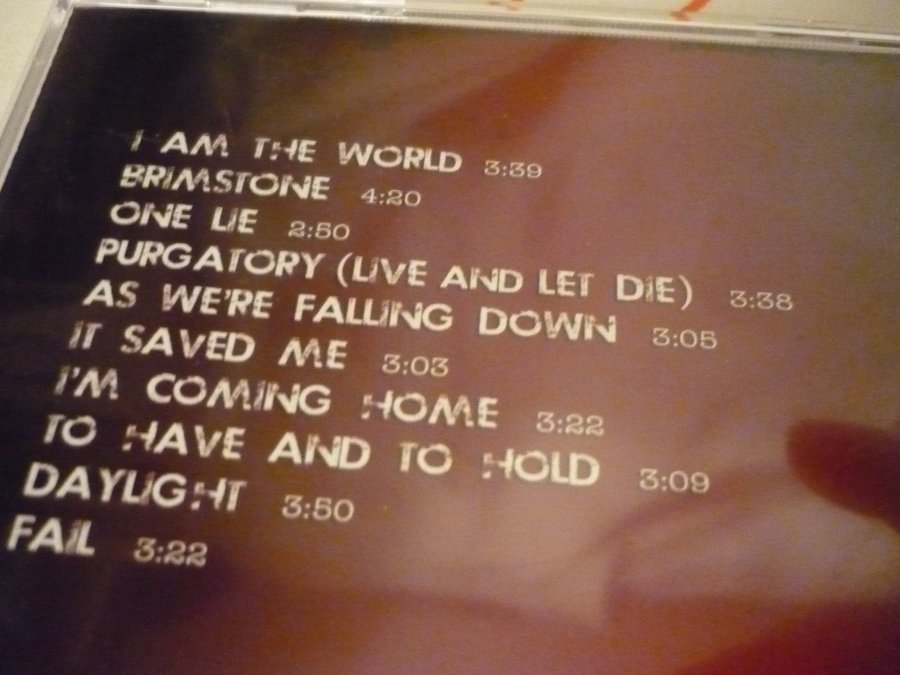 I AM THE WORLD 3:39
BRIMSTONE 4:20
ONE LIE 2:50
PURGATORY (LIVE AND LET DIE) 3:38
AS WE'RE FALLING DOWN 3:05
IT SAVED ME 3:03
I'M COMING HOME 3:22
TO HAVE AND TO HOLD 3:09
DAYLIGHT 3:50
FAIL 3:22